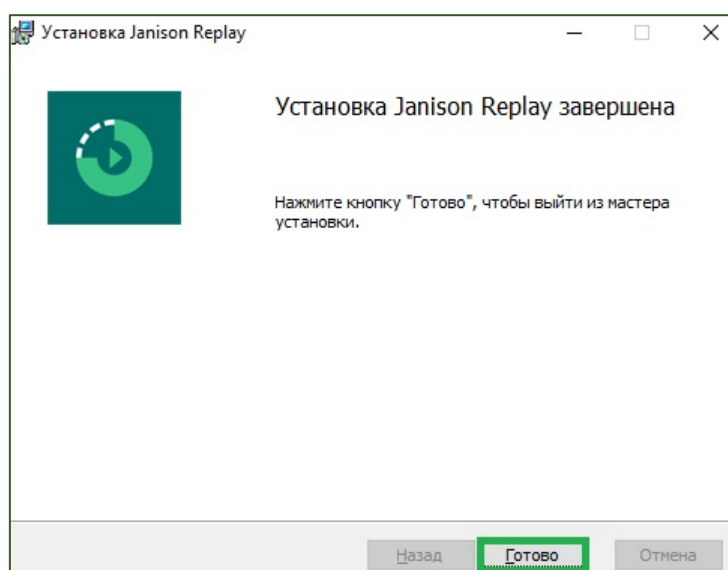 Установка Janison Replay
Установка Janison Replay завершена
Нажмите кнопку "Готово", чтобы выйти из мастера
установки.
Назад Готово Отмена